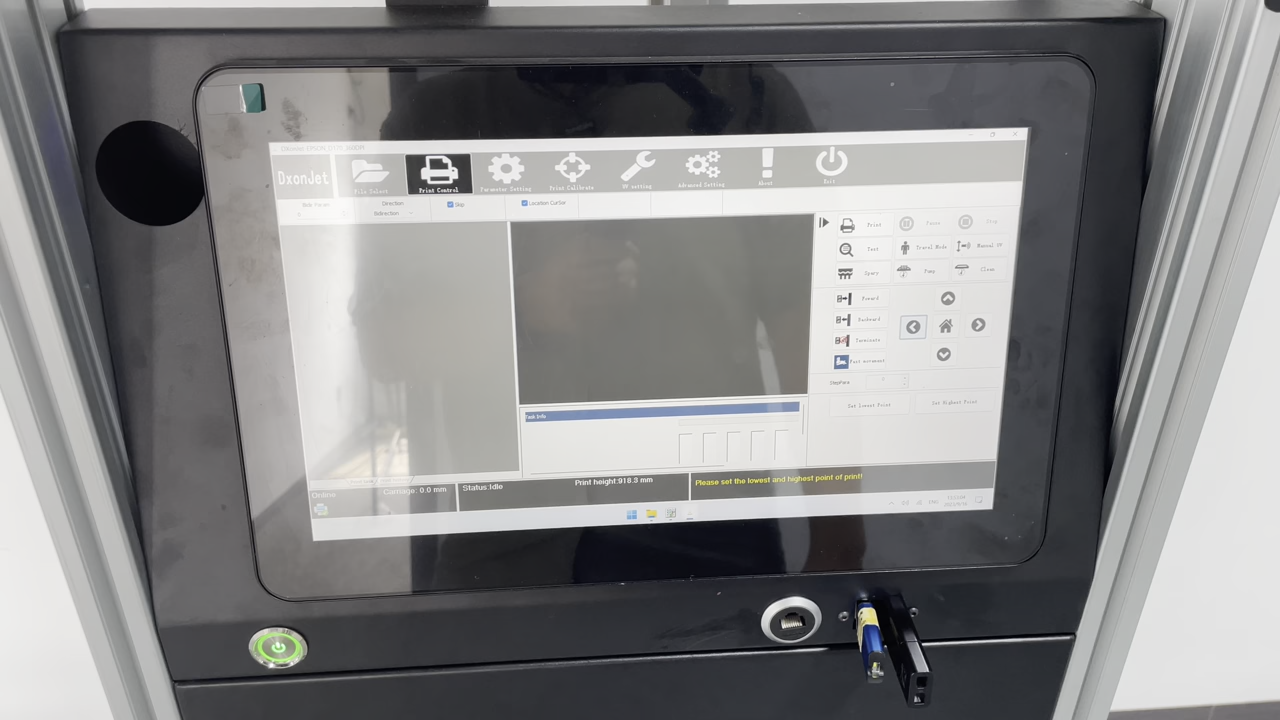 DxonJet
File Select
Print Control
Parameter Setting
Print Calibrate
UV setting
Advanced Setting
About
Exit
Direction
Bidirection
Skip
Location CurSor
Print
Pause
Stop
Test
Travel Mode
Manual UV
Spary
Pump
Clean
Foward
Backward
Terminate
Fast movement
StepPara
Set Lowest Point
Set Highest Point
Task Info
Online
Carriage: 0.0 mm
Status:Idle
Print height:918.3 mm
Please set the lowest and highest point of print!
ENG